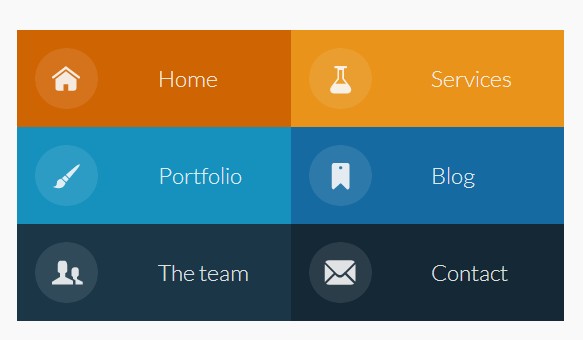 Home
Services
Portfolio
Blog
The team
Contact